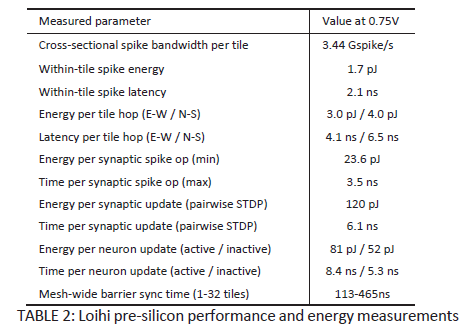 Measured parameter Value at 0.75V
Cross-sectional spike bandwidth per tile 3.44 Gspike/s
Within-tile spike energy 1.7 pJ
Within-tile spike latency 2.1 ns
Energy per tile hop (E-W / N-S) 3.0 pJ / 4.0 pJ
Latency per tile hop (E-W / N-S) 4.1 ns / 6.5 ns
Energy per synaptic spike op (min) 23.6 pJ
Time per synaptic spike op (max) 3.5 ns
Energy per synaptic update (pairwise STDP) 120 pJ
Time per synaptic update (pairwise STDP) 6.1 ns
Energy per neuron update (active / inactive) 81 pJ / 52 pJ
Time per neuron update (active / inactive) 8.4 ns / 5.3 ns
Mesh-wide barrier sync time (1-32 tiles) 113-465ns
TABLE 2: Loihi pre-silicon performance and energy measurements